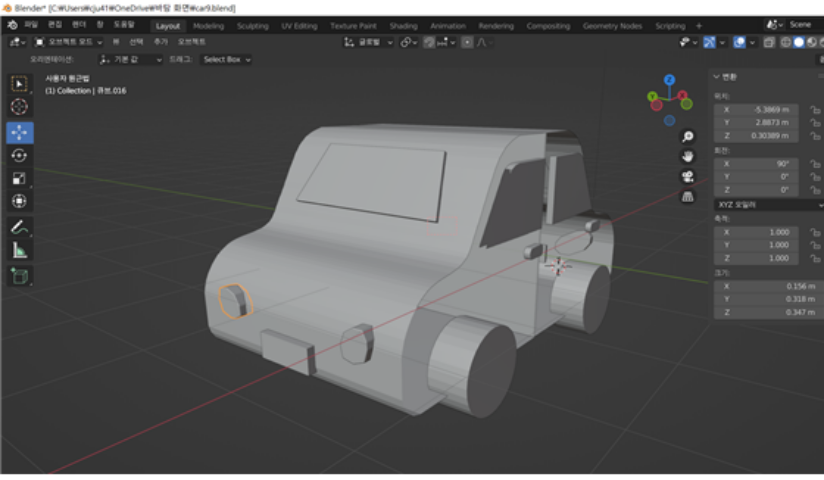 Blender* [C:₩Users₩cju41₩OneDrive₩바탕 화면₩car9.blend]
파일 편집 렌더 창 도움말 Layout Modeling Sculpting UV Editing Texture Paint Shading Animation Rendering Compositing Geometry Nodes Scripting + Scene
오브젝트 모드 뷰 선택 추가 오브젝트 글로벌
오리엔테이션: 기본 값 드래그: Select Box
사용자 원근법
(1) Collection | 큐브.016
Z
Y
X
변환
위치:
X -5.3869 m
Y 2.8873 m
Z 0.30389 m
회전:
X 90°
Y 0°
Z 0°
XYZ 오일러
축적:
X 1.000
Y 1.000
Z 1.000
크기:
X 0.156 m
Y 0.318 m
Z 0.347 m